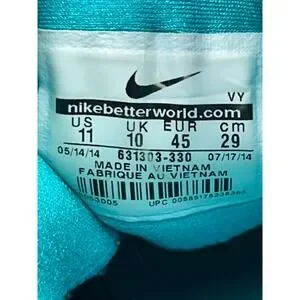 VY
nikebetterworld.com
US UK EUR cm
11 10 45 29
05/14/14 631303-330 07/17/14
MADE IN VIETNAM
FABRIQUE AU VIETNAM
UPC